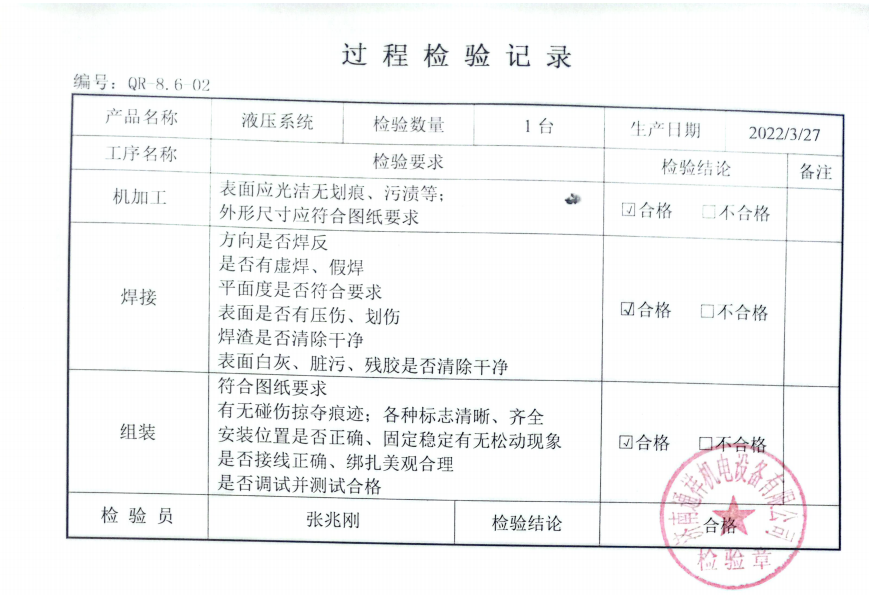 过程检验记录
编号：QR-8.6-02
产品名称 液压系统 检验数量 1台 生产日期 2022/3/27
工序名称 检验要求 检验结论 备注
机加工
表面应光洁无划痕、污渍等；
外形尺寸应符合图纸要求
☑合格 □不合格
焊接
方向是否焊反
是否有虚焊、假焊
平面度是否符合要求
表面是否有压伤、划伤
焊渣是否清除干净
表面白灰、脏污、残胶是否清除干净
☑合格 □不合格
组装
符合图纸要求
有无碰伤掠夺痕迹；各种标志清晰、齐全
安装位置是否正确、固定稳定有无松动现象
是否接线正确、绑扎美观合理
是否调试并测试合格
☑合格 □不合格
检验员 张兆刚 检验结论 合格
济南通祥机电设备有限公司
检验章